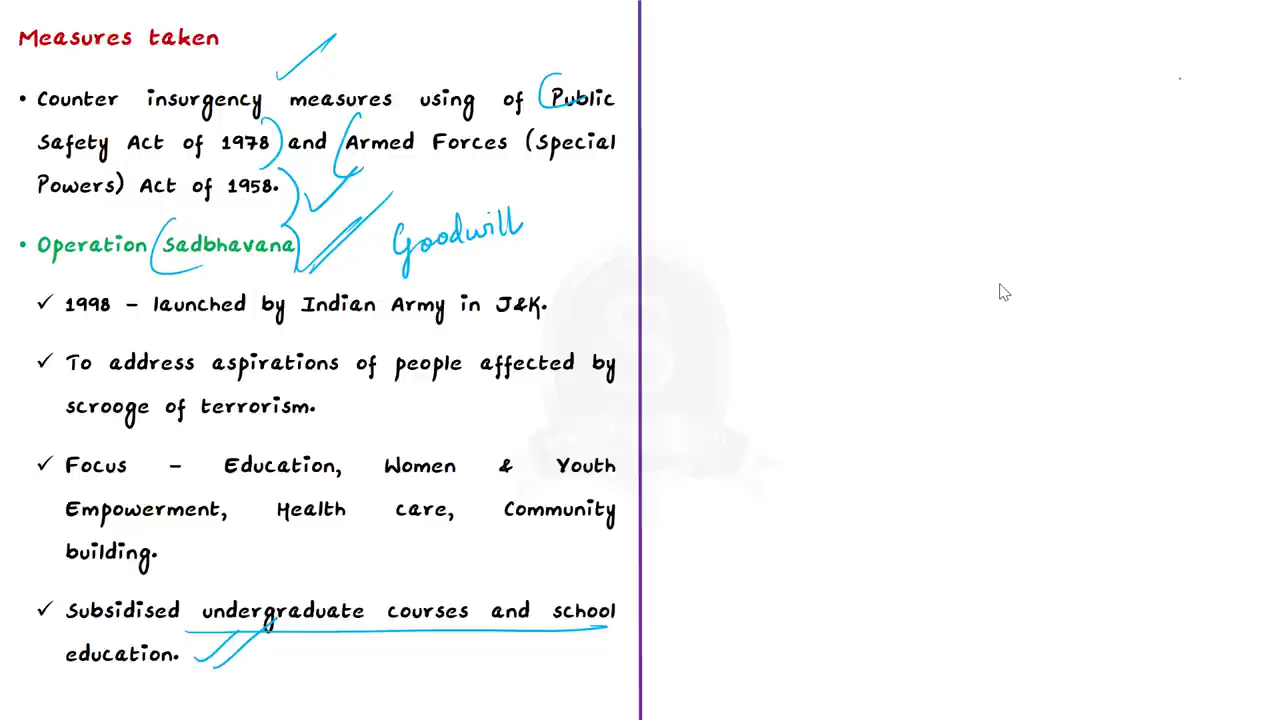 Measures taken
• Counter insurgency measures using of Public
Safety Act of 1978 and Armed Forces (Special
Powers) Act of 1958.
• Operation Sadbhavana Goodwill
✓ 1998 - launched by Indian Army in J&K.
✓ To address aspirations of people affected by
scrooge of terrorism.
✓ Focus - Education, Women & Youth
Empowerment, Health care, Community
building.
✓ Subsidised undergraduate courses and school
education.